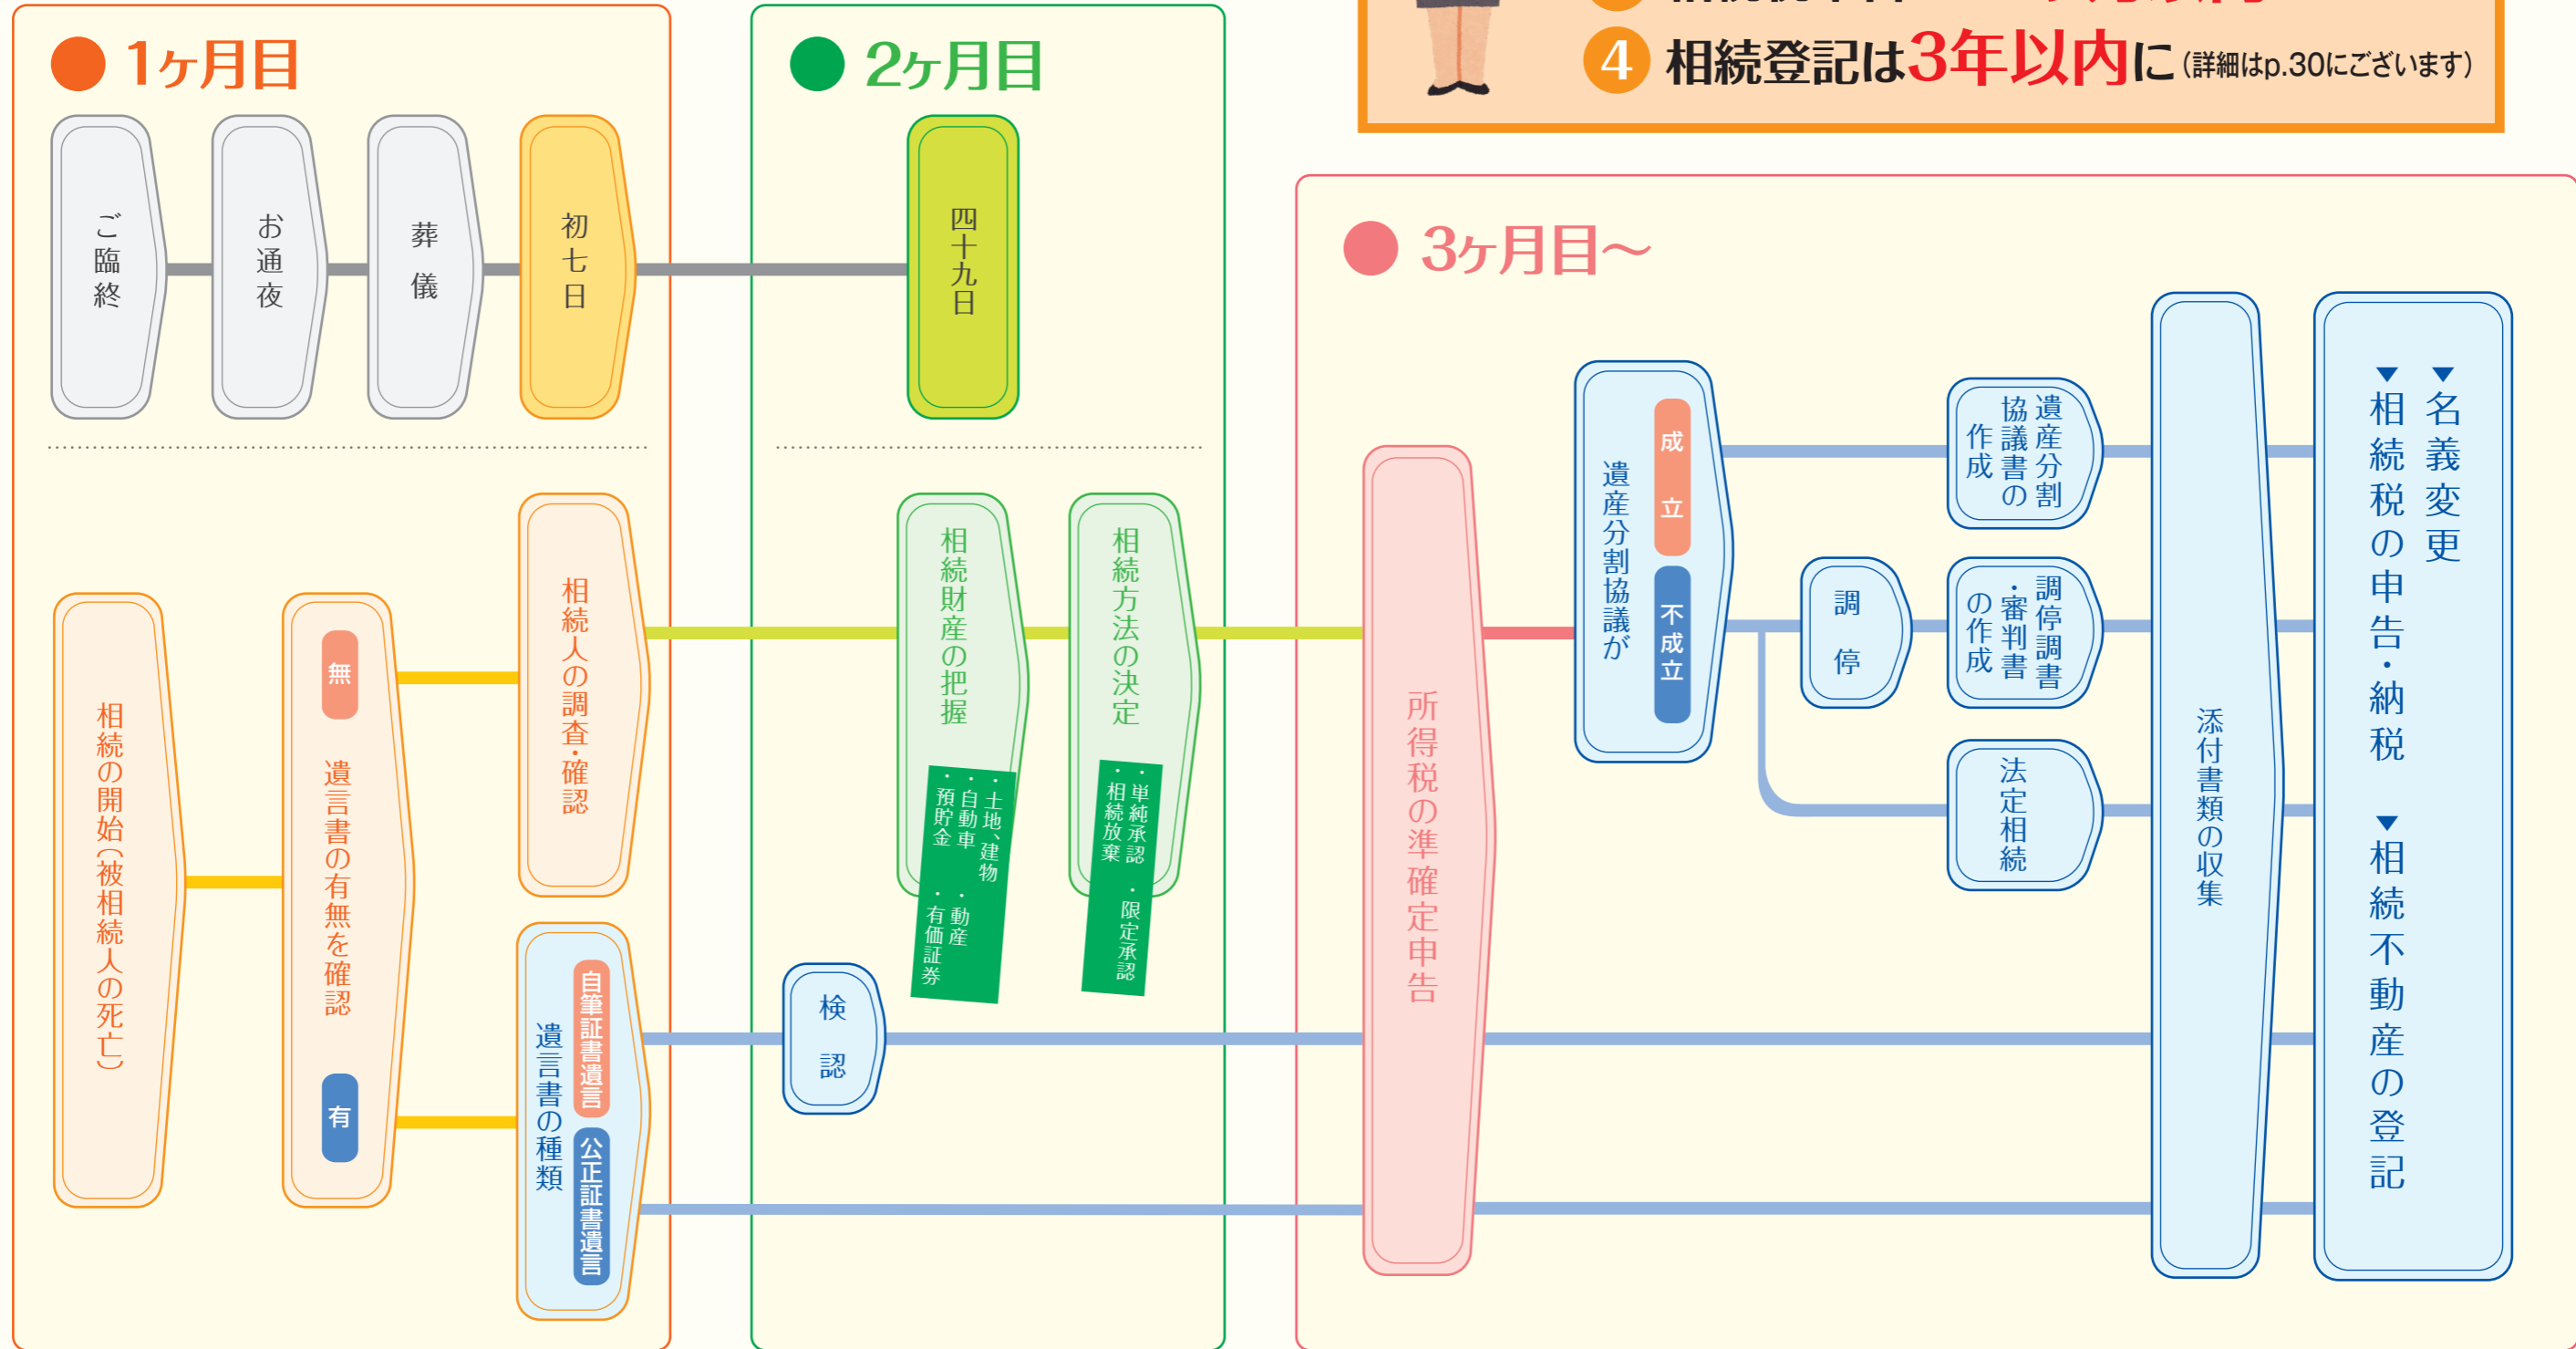 ④ 相続登記は3年以内に（詳細はp.30にございます）
● 1ヶ月目
ご臨終
お通夜
葬儀
初七日
相続の開始（被相続人の死亡）
無
遺言書の有無を確認
有
相続人の調査・確認
自筆証書遺言
公正証書遺言
遺言書の種類
● 2ヶ月目
四十九日
相続財産の把握
・土地、建物
・自動車 ・動産
・預貯金 ・有価証券
相続方法の決定
・単純承認 ・限定承認
・相続放棄
検認
● 3ヶ月目～
所得税の準確定申告
遺産分割協議が
成立
不成立
遺産分割
協議書の
作成
調停
調停調書
・審判書
の作成
法定相続
添付書類の収集
▼名義変更
▼相続税の申告・納税 ▼相続不動産の登記